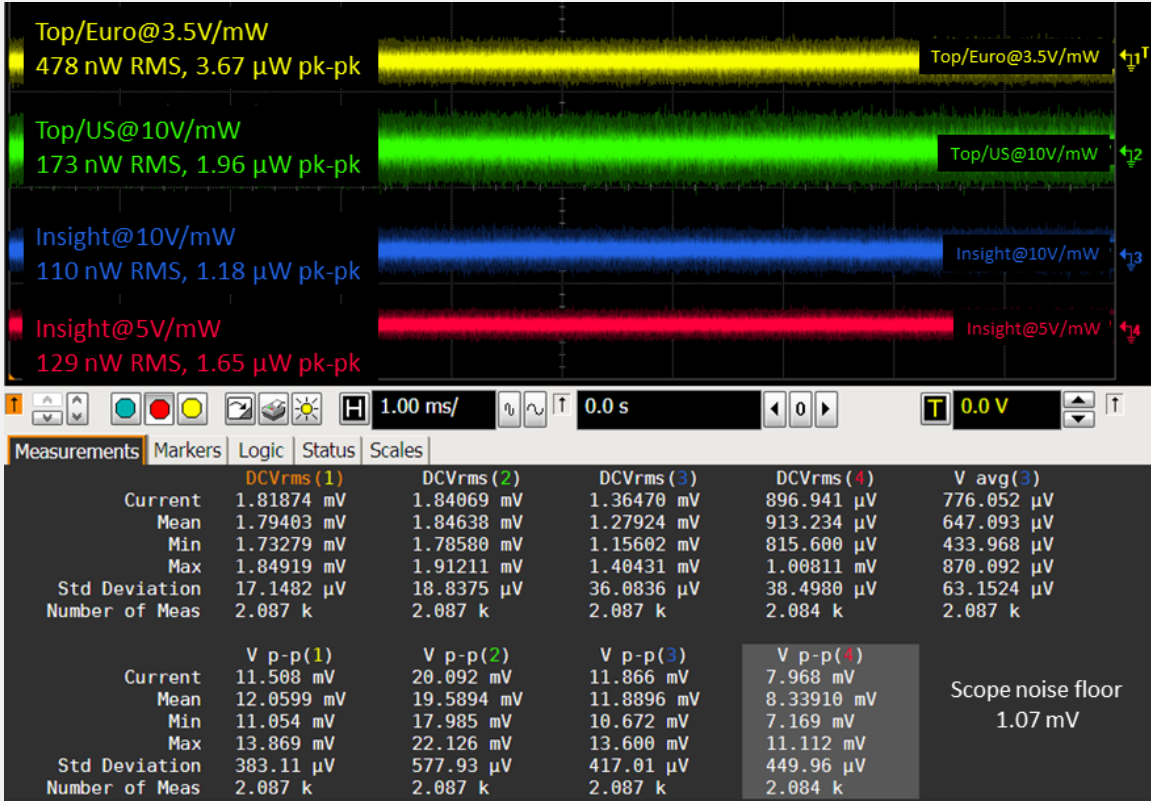 Top/Euro@3.5V/mW
478 nW RMS, 3.67 µW pk-pk
Top/Euro@3.5V/mW
1T
Top/US@10V/mW
173 nW RMS, 1.96 µW pk-pk
Top/US@10V/mW
2
Insight@10V/mW
110 nW RMS, 1.18 µW pk-pk
Insight@10V/mW
3
Insight@5V/mW
129 nW RMS, 1.65 µW pk-pk
Insight@5V/mW
4
H 1.00 ms/ 0.0 s 0 T 0.0 V
Measurements Markers Logic Status Scales
DCVrms(1) DCVrms(2) DCVrms(3) DCVrms(4) V avg(3)
Current 1.81874 mV 1.84069 mV 1.36470 mV 896.941 µV 776.052 µV
Mean 1.79403 mV 1.84638 mV 1.27924 mV 913.234 µV 647.093 µV
Min 1.73279 mV 1.78580 mV 1.15602 mV 815.600 µV 433.968 µV
Max 1.84919 mV 1.91211 mV 1.40431 mV 1.00811 mV 870.092 µV
Std Deviation 17.1482 µV 18.8375 µV 36.0836 µV 38.4980 µV 63.1524 µV
Number of Meas 2.087 k 2.087 k 2.087 k 2.084 k 2.087 k
V p-p(1) V p-p(2) V p-p(3) V p-p(4)
Current 11.508 mV 20.092 mV 11.866 mV 7.968 mV
Mean 12.0599 mV 19.5894 mV 11.8896 mV 8.33910 mV
Min 11.054 mV 17.985 mV 10.672 mV 7.169 mV
Max 13.869 mV 22.126 mV 13.600 mV 11.112 mV
Std Deviation 383.11 µV 577.93 µV 417.01 µV 449.96 µV
Number of Meas 2.087 k 2.087 k 2.087 k 2.084 k
Scope noise floor
1.07 mV